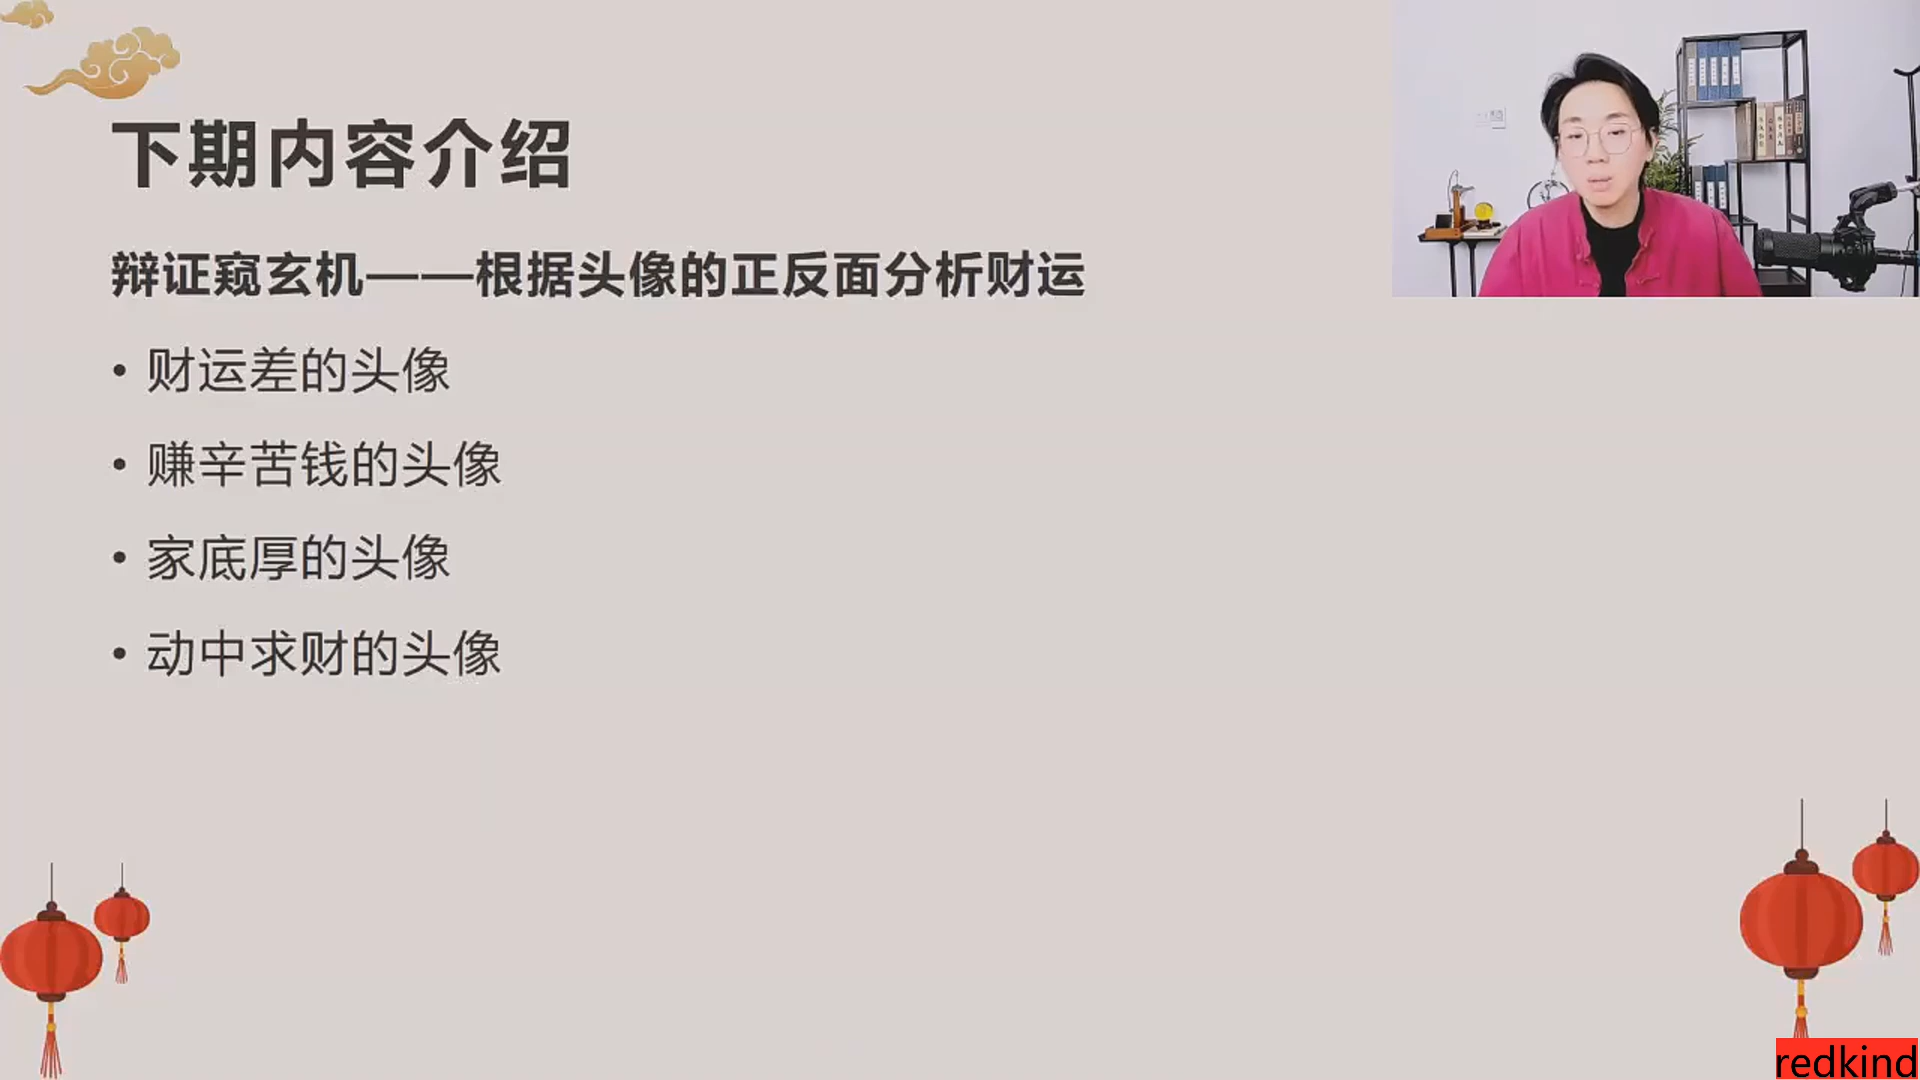 下期内容介绍
辩证窥玄机——根据头像的正反面分析财运
• 财运差的头像
• 赚辛苦钱的头像
• 家底厚的头像
• 动中求财的头像
redkind